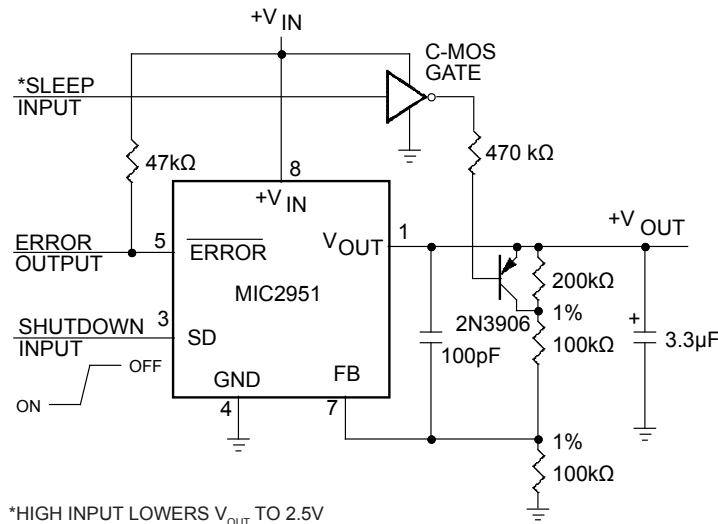 +V IN
C-MOS
GATE
*SLEEP
INPUT
470 kΩ
47kΩ
8
+V IN
+V OUT
ERROR
OUTPUT
5
ERROR
V OUT
1
200kΩ
MIC2951
2N3906
1%
SHUTDOWN
INPUT
3
SD
100pF
100kΩ
+
3.3µF
OFF
ON
GND
FB
4
7
1%
100kΩ
*HIGH INPUT LOWERS V OUT TO 2.5V